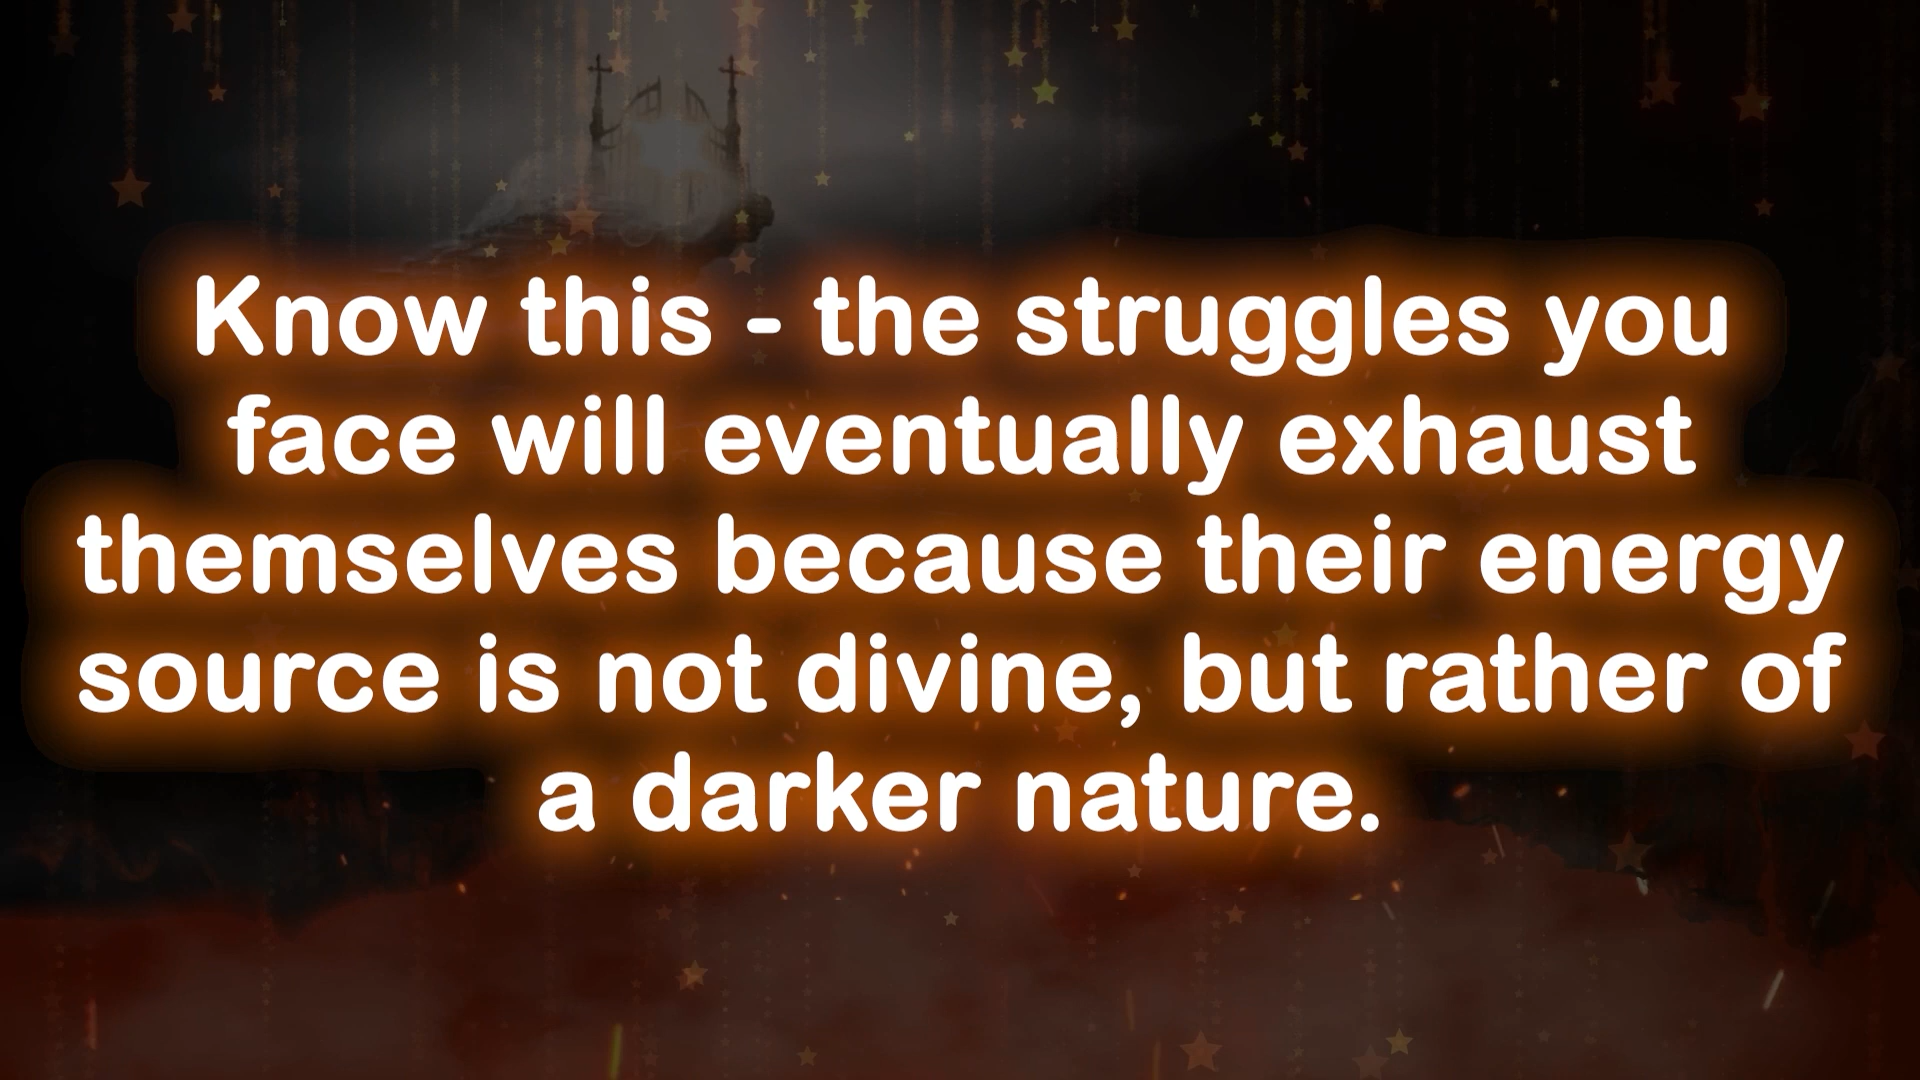 Know this - the struggles you
face will eventually exhaust
themselves because their energy
source is not divine, but rather of
a darker nature.